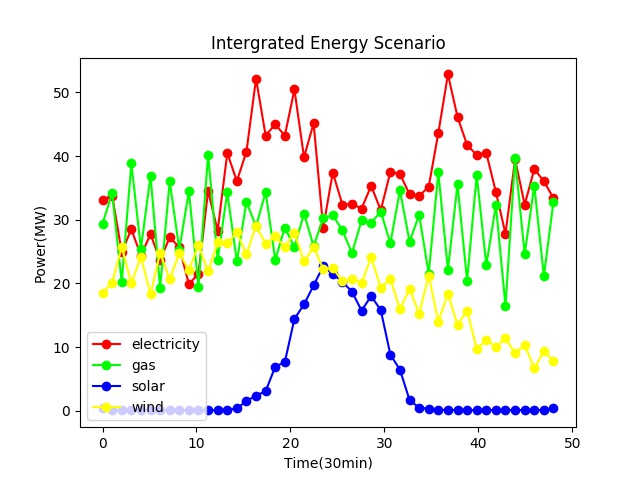 Intergrated Energy Scenario
Power(MW)
50
40
30
20
10
0
electricity
gas
solar
wind
0 10 20 30 40 50
Time(30min)